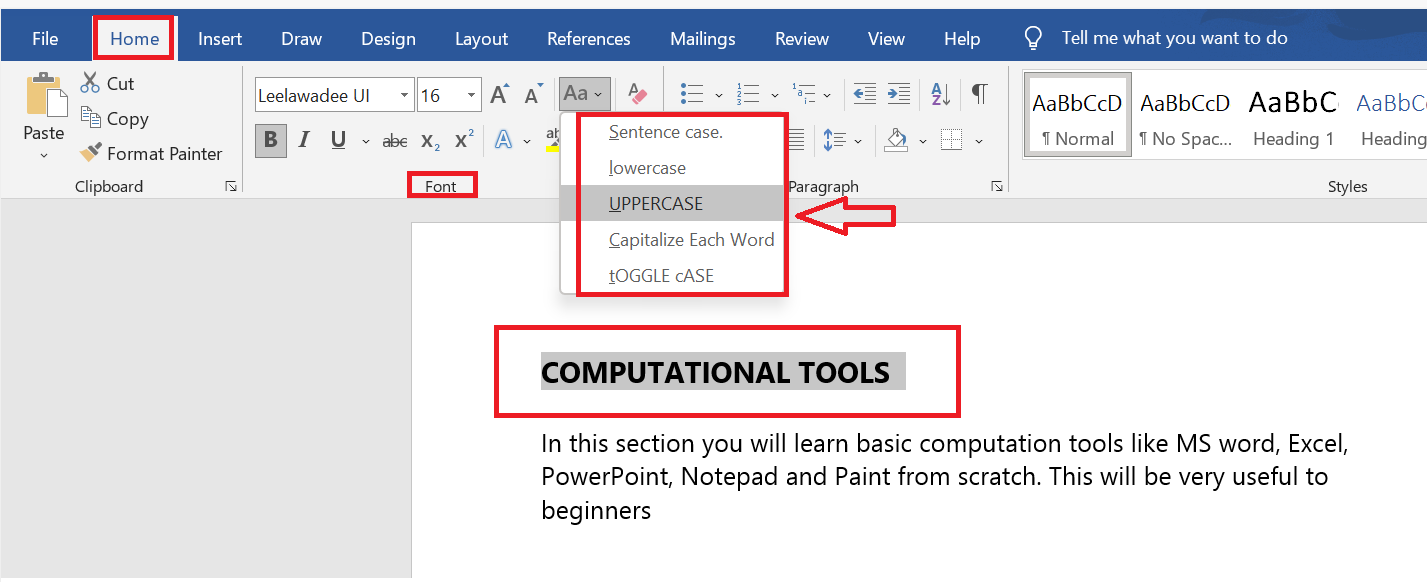 File Home Insert Draw Design Layout References Mailings Review View Help Tell me what you want to do
Cut
Copy
Format Painter
Paste
Clipboard
Leelawadee UI 16 Aa
B I U abc X₂ X² A ab
Font
Sentence case.
lowercase
UPPERCASE
Capitalize Each Word
tOGGLE cASE
Paragraph
AaBbCcD AaBbCcD AaBbC AaBbCc
¶ Normal ¶ No Spac... Heading 1 Heading
Styles
COMPUTATIONAL TOOLS
In this section you will learn basic computation tools like MS word, Excel,
PowerPoint, Notepad and Paint from scratch. This will be very useful to
beginners